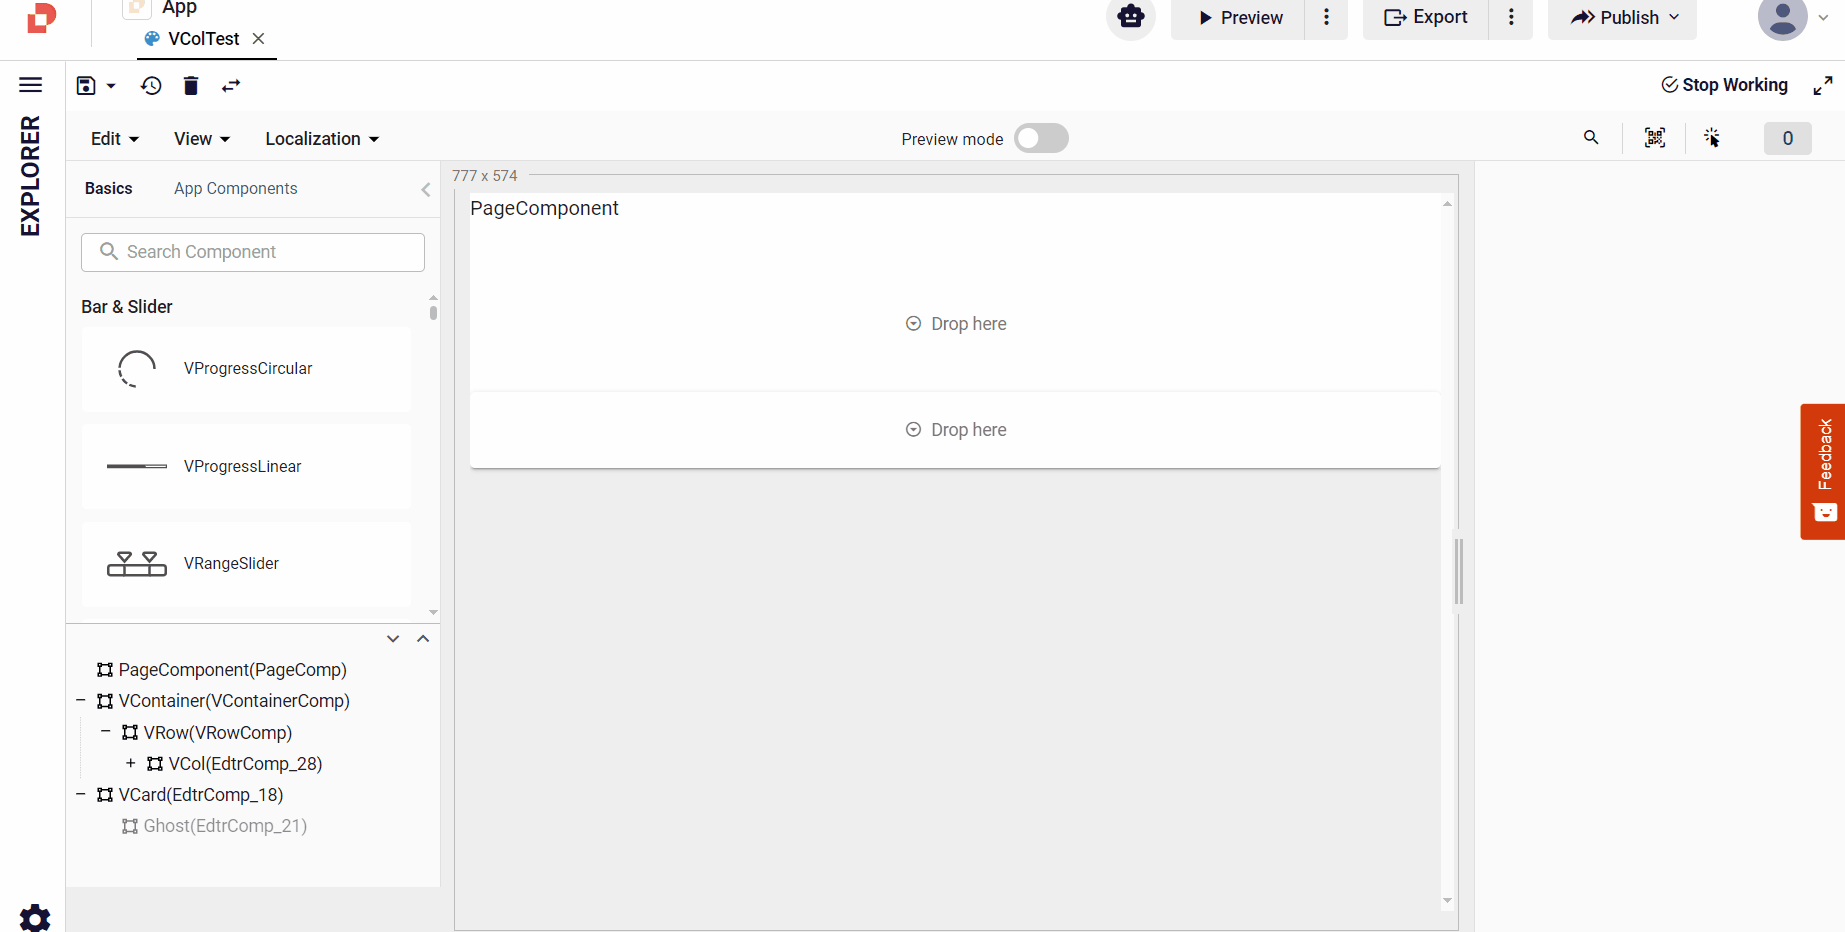 App
VColTest
Preview
Export
Publish
Stop Working
EXPLORER
Edit
View
Localization
Preview mode
0
Basics
App Components
777 x 574
PageComponent
Search Component
Bar & Slider
Drop here
VProgressCircular
Drop here
VProgressLinear
Feedback
VRangeSlider
PageComponent(PageComp)
VContainer(VContainerComp)
VRow(VRowComp)
VCol(EdtrComp_28)
VCard(EdtrComp_18)
Ghost(EdtrComp_21)